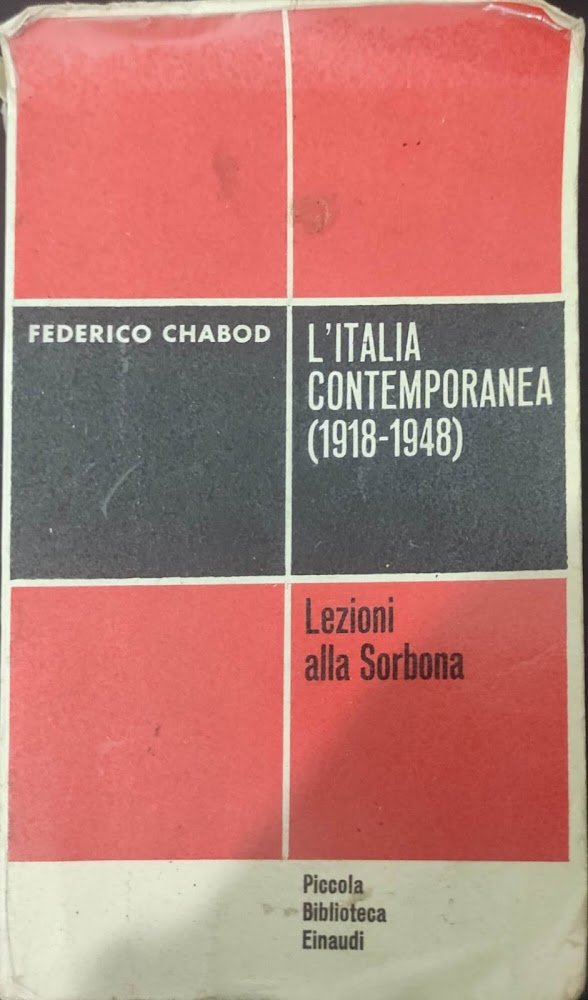 FEDERICO CHABOD
L'ITALIA
CONTEMPORANEA
(1918-1948)
Lezioni
alla Sorbona
Piccola
Biblioteca
Einaudi